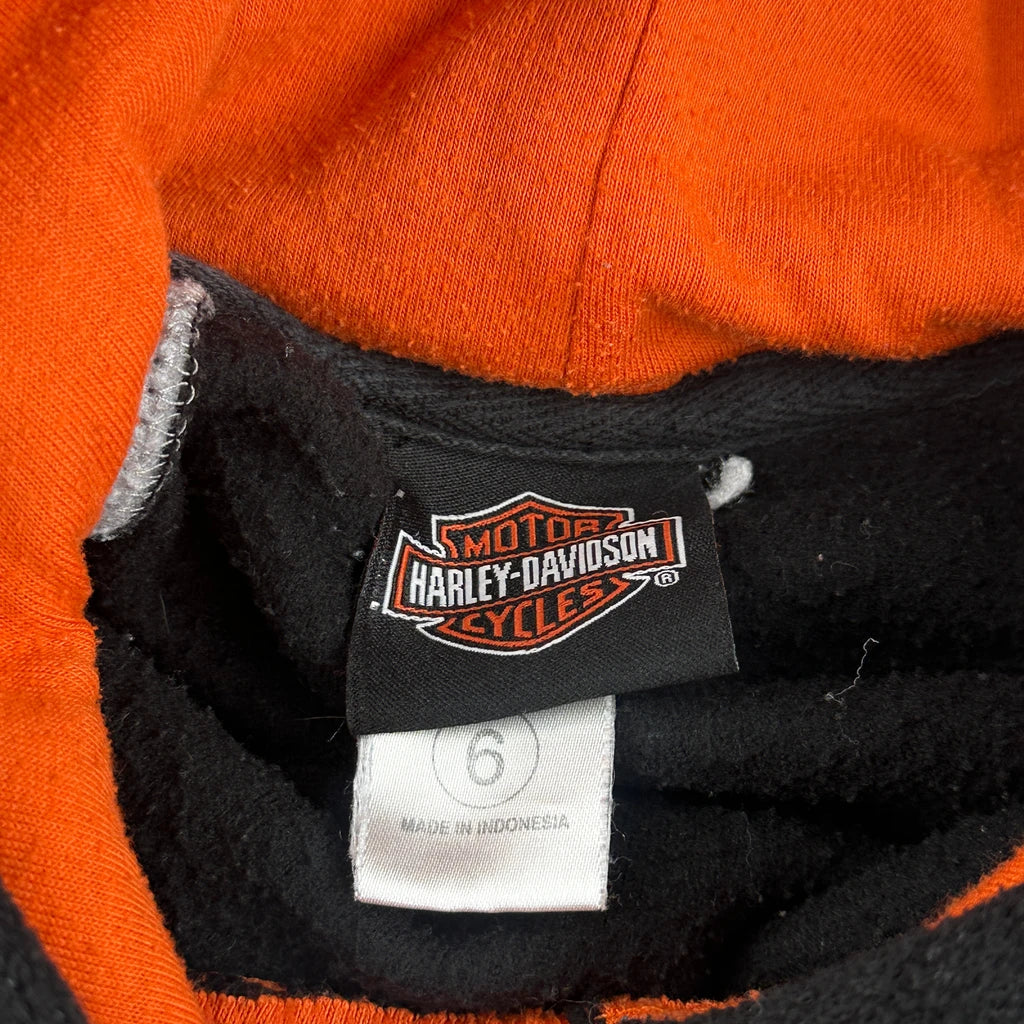 MOTOR
HARLEY-DAVIDSON
CYCLES
®
6
MADE IN INDONESIA